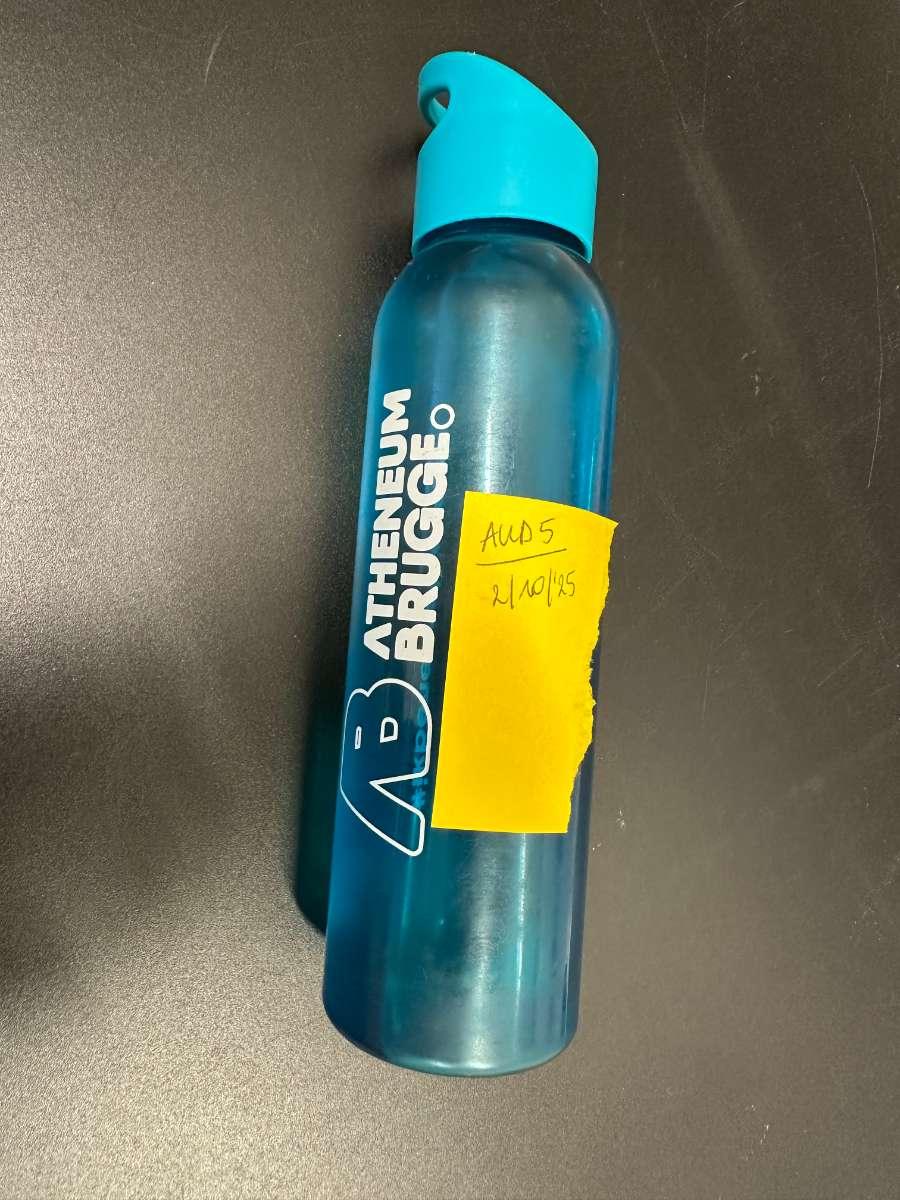 ATHENEUM
BRUGGE
AB
AUD 5
2/10/'25